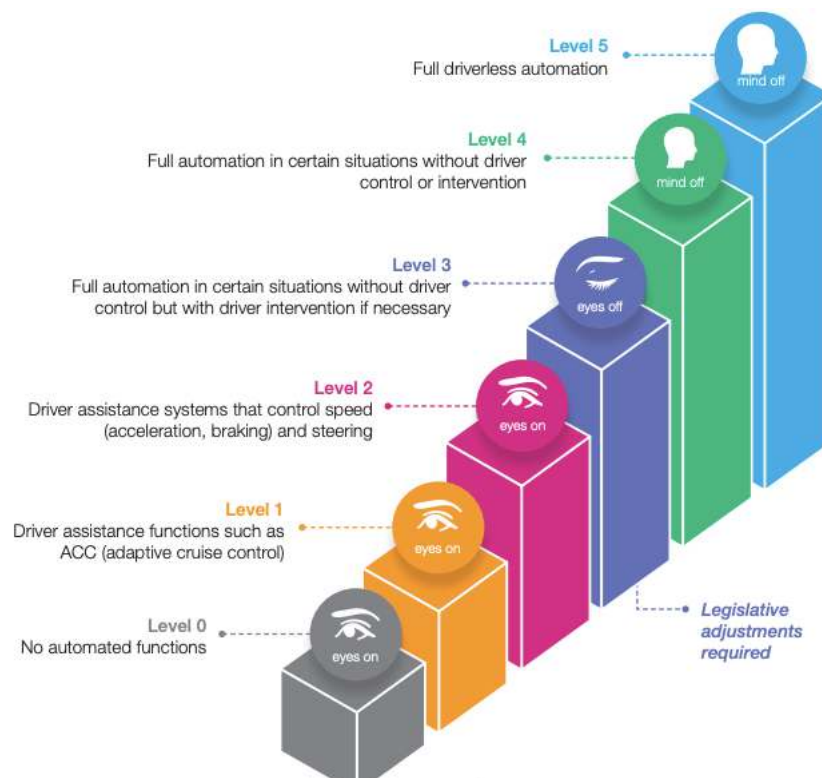 Level 5
Full driverless automation
mind off
Level 4
Full automation in certain situations without driver
control or intervention
mind off
Level 3
Full automation in certain situations without driver
control but with driver intervention if necessary
eyes off
Level 2
Driver assistance systems that control speed
(acceleration, braking) and steering
eyes on
Level 1
Driver assistance functions such as
ACC (adaptive cruise control)
eyes on
Level 0
No automated functions
eyes on
Legislative
adjustments
required